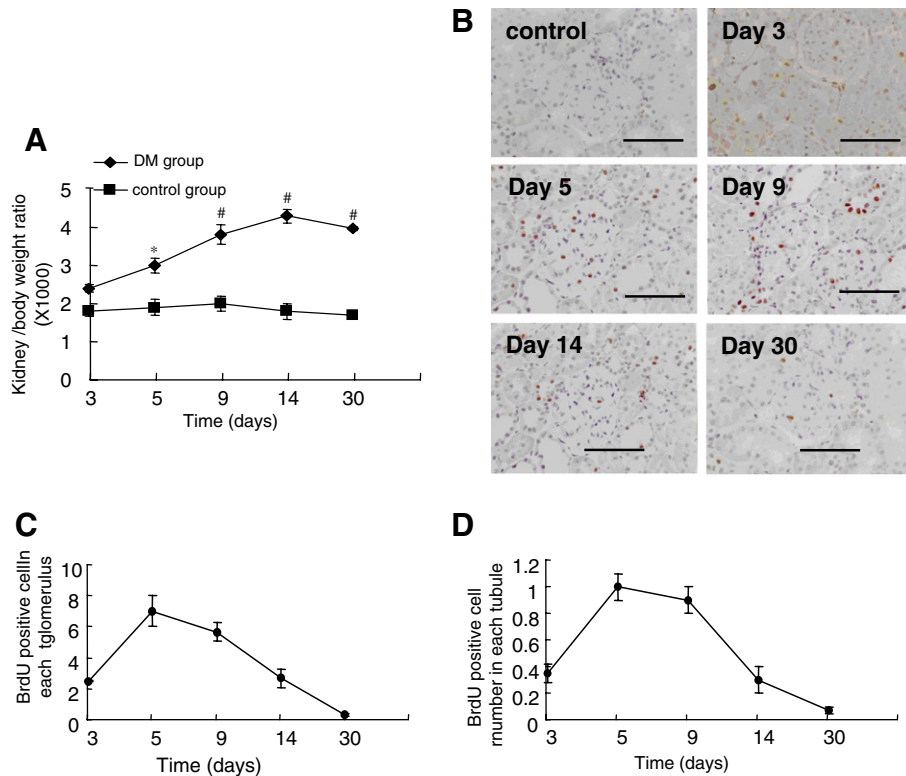 A
DM group
control group
Kidney /body weight ratio
(X1000)
5
4
3
2
1
0
*
#
#
#
3 5 9 14 30
Time (days)
B
control
Day 3
Day 5
Day 9
Day 14
Day 30
C
BrdU positive cellIn
each tglomerulus
10
8
6
4
2
0
3 5 9 14 30
Time (days)
D
BrdU positive cell
rnumber in each tubule
1.2
1
0.8
0.6
0.4
0.2
0
3 5 9 14 30
Time (days)